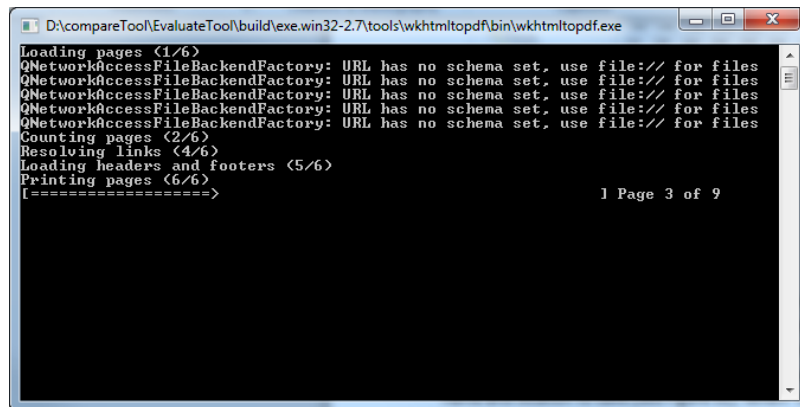 D:\compareTool\EvaluateTool\build\exe.win32-2.7\tools\wkhtmltopdf\bin\wkhtmltopdf.exe
Loading pages (1/6)
QNetworkAccessFileBackendFactory: URL has no schema set, use file:// for files
QNetworkAccessFileBackendFactory: URL has no schema set, use file:// for files
QNetworkAccessFileBackendFactory: URL has no schema set, use file:// for files
QNetworkAccessFileBackendFactory: URL has no schema set, use file:// for files
QNetworkAccessFileBackendFactory: URL has no schema set, use file:// for files
Counting pages (2/6)
Resolving links (4/6)
Loading headers and footers (5/6)
Printing pages (6/6)
[===================> ] Page 3 of 9